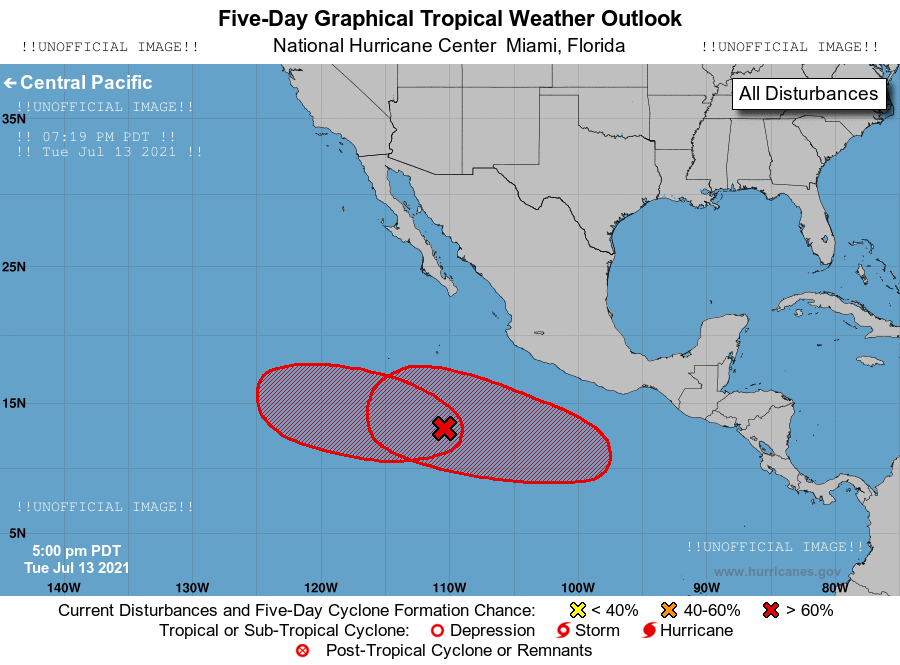 Five-Day Graphical Tropical Weather Outlook
!!UNOFFICIAL IMAGE!! National Hurricane Center Miami, Florida !!UNOFFICIAL IMAGE!!
← Central Pacific
All Disturbances
!!UNOFFICIAL IMAGE!!
35N
!! 07:19 PM PDT !!
!! Tue Jul 13 2021 !!
25N
15N
!!UNOFFICIAL IMAGE!!
5N
5:00 pm PDT
!!UNOFFICIAL IMAGE!!
Tue Jul 13 2021
www.hurricanes.gov
140W 130W 120W 110W 100W 90W 80W
Current Disturbances and Five-Day Cyclone Formation Chance: < 40% 40-60% > 60%
Tropical or Sub-Tropical Cyclone: Depression Storm Hurricane
Post-Tropical Cyclone or Remnants